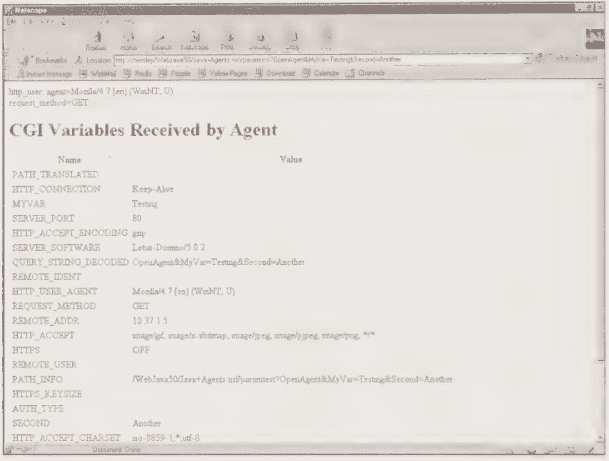 Netscape
Reload Home Search Netscape Print
Bookmarks Location:
Instant Message WebMail Radio People Yellow Pages Download Calendar Channels
http_user_agent=Mozilla/4.7 [en] (WinNT; U)
request_method=GET
CGI Variables Received by Agent
Name Value
PATH_TRANSLATED
HTTP_CONNECTION Keep-Alive
MYVAR Testing
SERVER_PORT 80
HTTP_ACCEPT_ENCODING gzip
SERVER_SOFTWARE Lotus-Domino/5.0.2
QUERY_STRING_DECODED OpenAgent&MyVar=Testing&Second=Another
REMOTE_IDENT
HTTP_USER_AGENT Mozilla/4.7 [en] (WinNT; U)
REQUEST_METHOD GET
REMOTE_ADDR 10.37.1.5
HTTP_ACCEPT image/gif, image/x-xbitmap, image/jpeg, image/pjpeg, image/png, */*
HTTPS OFF
REMOTE_USER
PATH_INFO /WebJava50/Java+Agents.nsf/paramtest?OpenAgent&MyVar=Testing&Second=Another
HTTPS_KEYSIZE
AUTH_TYPE
SECOND Another
HTTP_ACCEPT_CHARSET iso-8859-1,*,utf-8
Document: Done